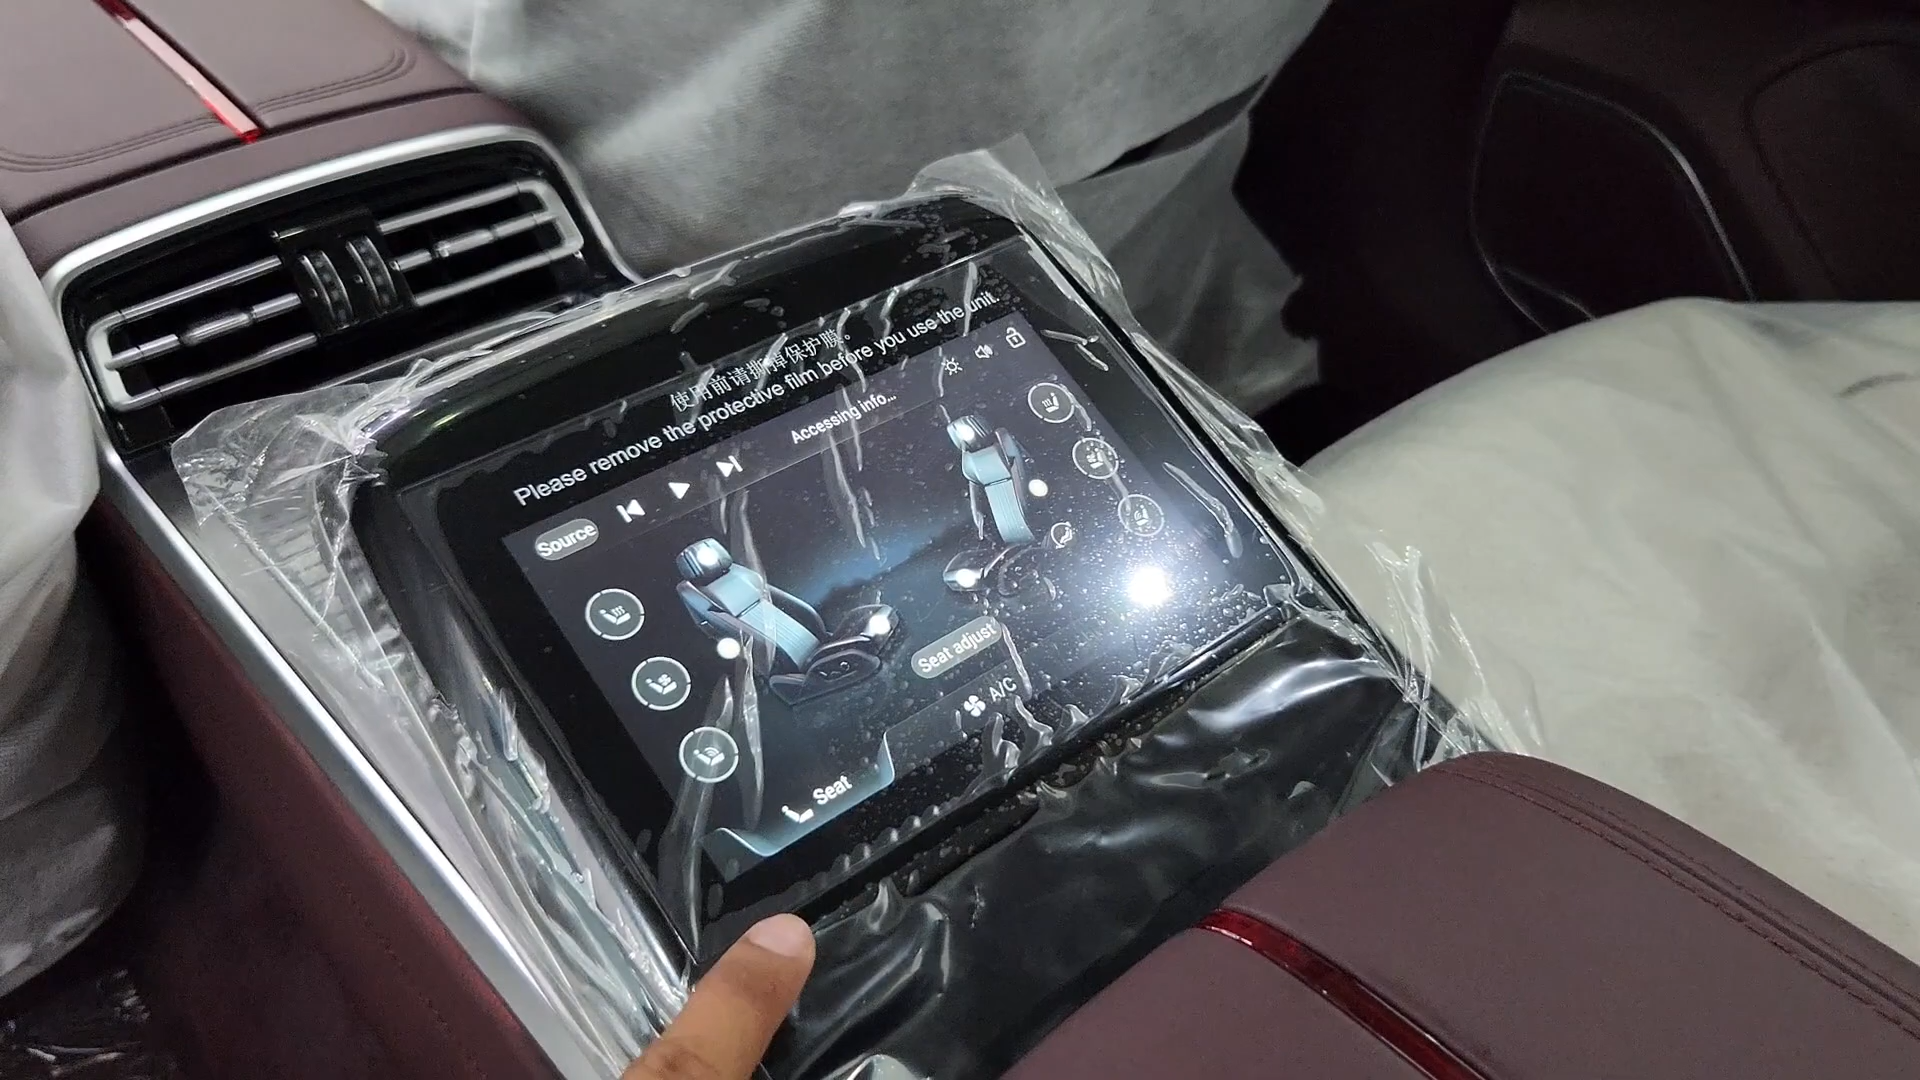 使用前请撕掉保护膜。
Please remove the protective film before you use the unit.
Accessing info...
Source
Seat adjust
A/C
Seat